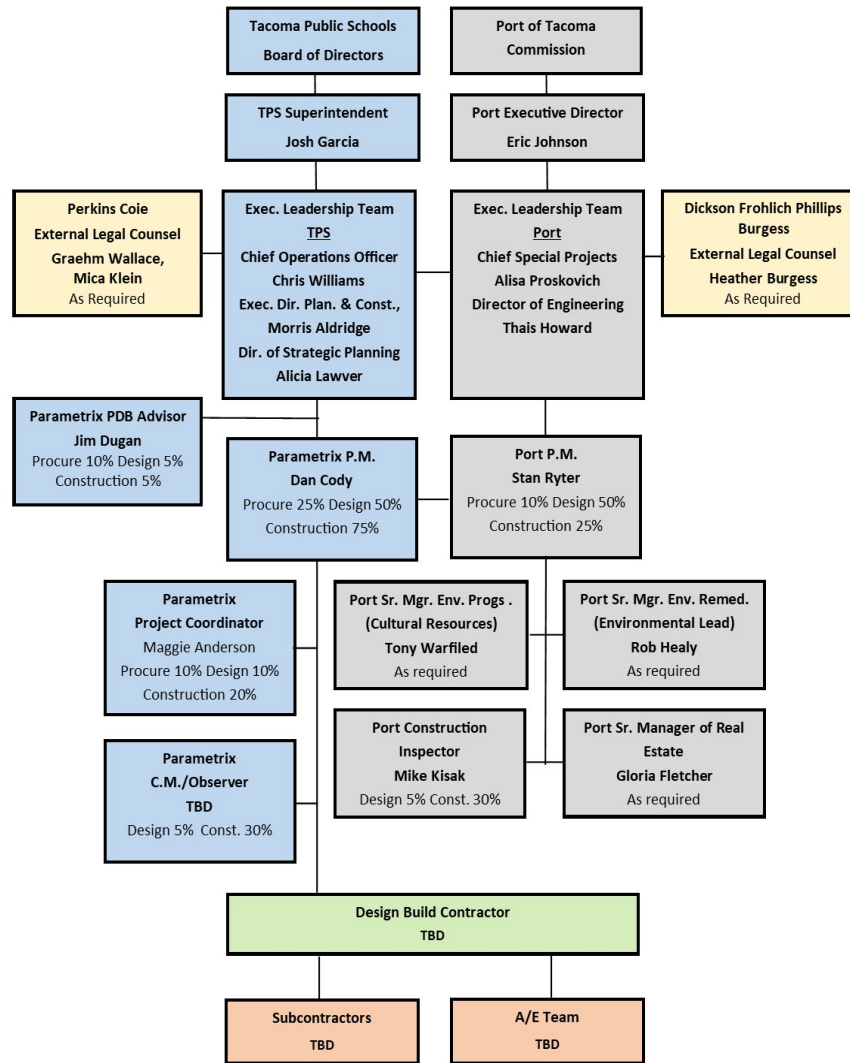 Tacoma Public Schools
Board of Directors
Port of Tacoma
Commission
TPS Superintendent
Josh Garcia
Port Executive Director
Eric Johnson
Perkins Coie
External Legal Counsel
Graehm Wallace,
Mica Klein
As Required
Exec. Leadership Team
TPS
Chief Operations Officer
Chris Williams
Exec. Dir. Plan. & Const.,
Morris Aldridge
Dir. of Strategic Planning
Alicia Lawver
Exec. Leadership Team
Port
Chief Special Projects
Alisa Proskovich
Director of Engineering
Thais Howard
Dickson Frohlich Phillips
Burgess
External Legal Counsel
Heather Burgess
As Required
Parametrix PDB Advisor
Jim Dugan
Procure 10% Design 5%
Construction 5%
Parametrix P.M.
Dan Cody
Procure 25% Design 50%
Construction 75%
Port P.M.
Stan Ryter
Procure 10% Design 50%
Construction 25%
Parametrix
Project Coordinator
Maggie Anderson
Procure 10% Design 10%
Construction 20%
Port Sr. Mgr. Env. Progs .
(Cultural Resources)
Tony Warfiled
As required
Port Sr. Mgr. Env. Remed.
(Environmental Lead)
Rob Healy
As required
Parametrix
C.M./Observer
TBD
Design 5% Const. 30%
Port Construction
Inspector
Mike Kisak
Design 5% Const. 30%
Port Sr. Manager of Real
Estate
Gloria Fletcher
As required
Design Build Contractor
TBD
Subcontractors
TBD
A/E Team
TBD